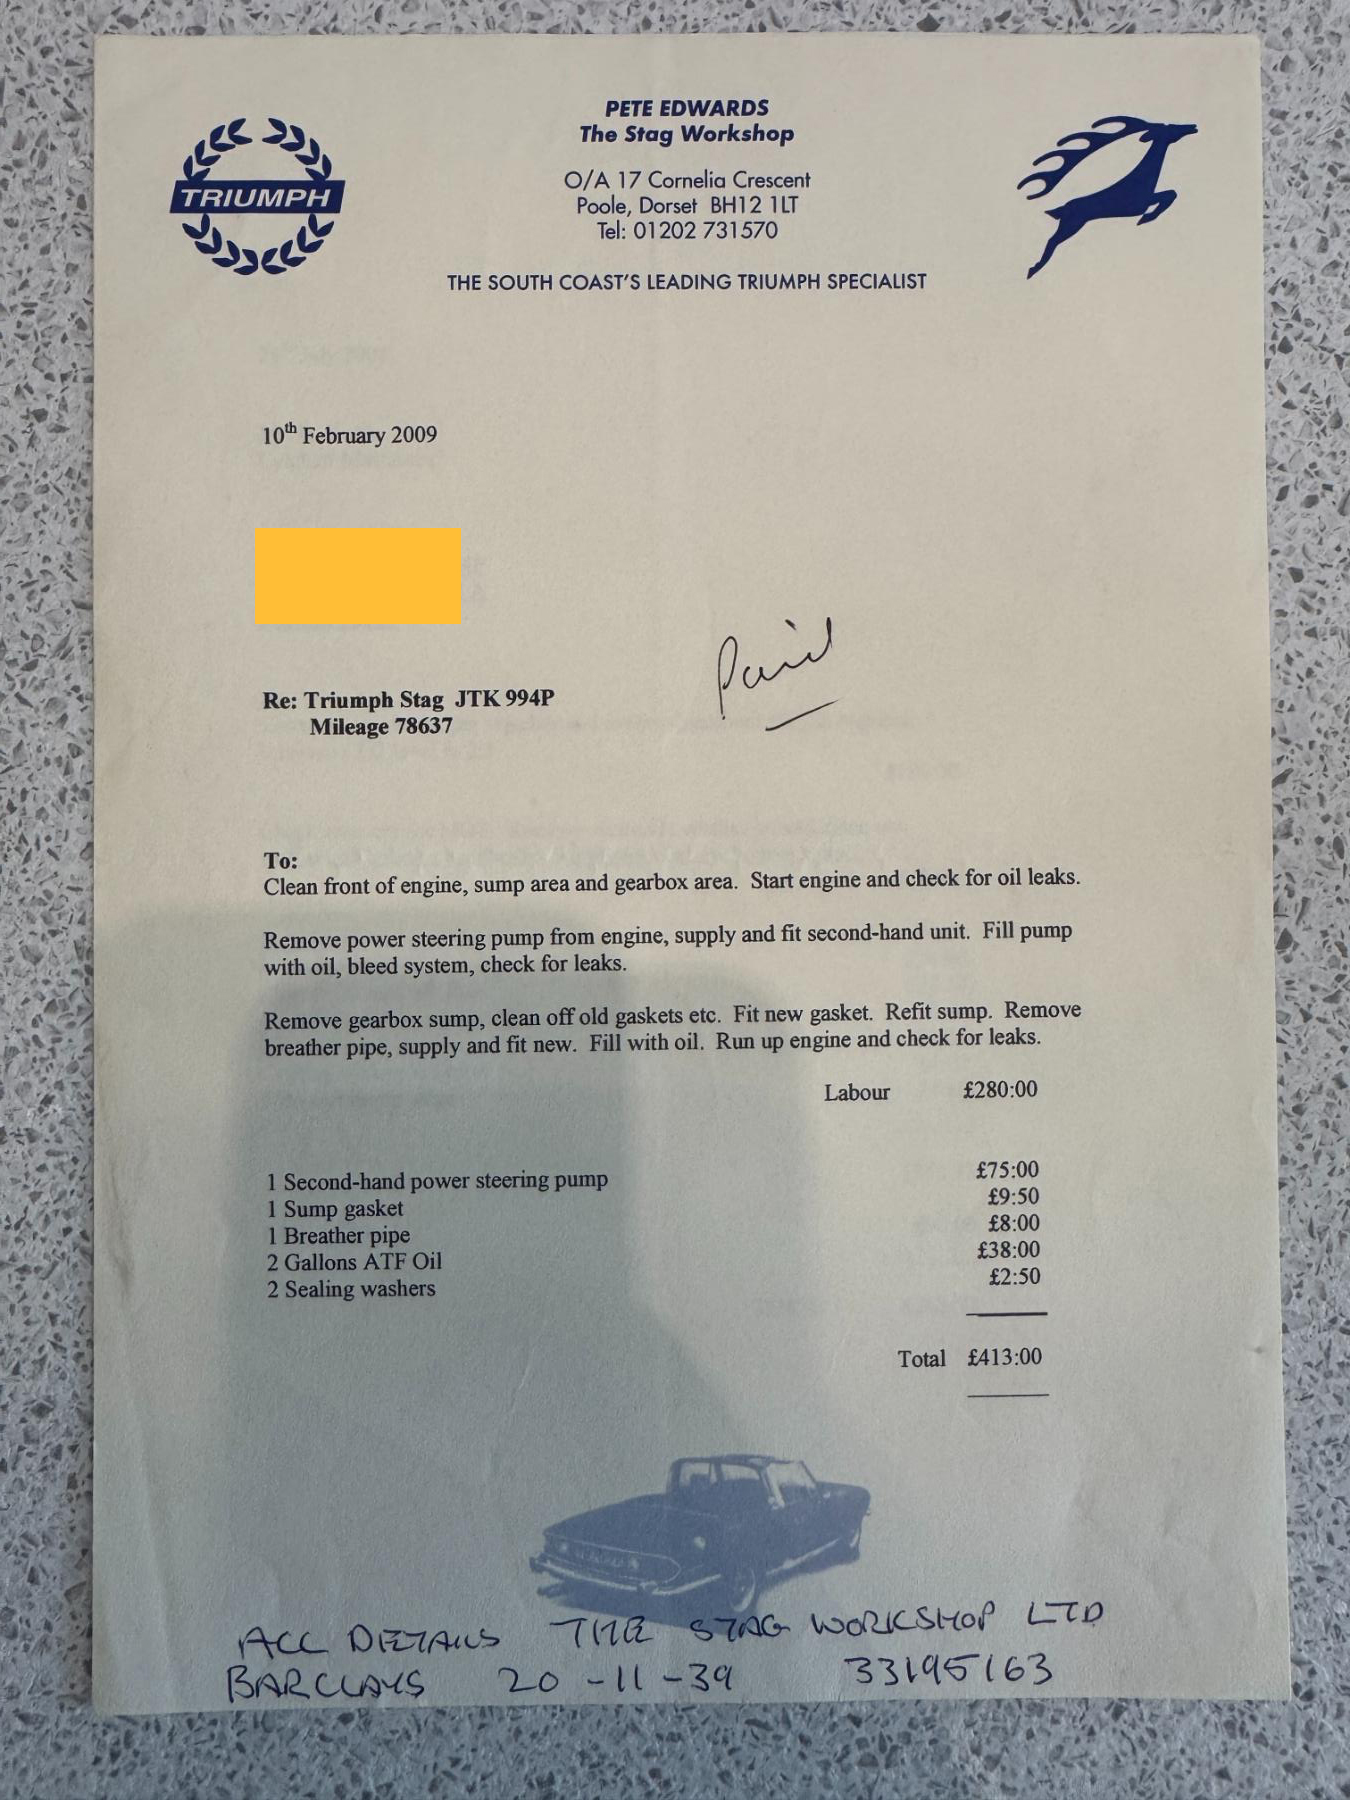 PETE EDWARDS
The Stag Workshop
TRIUMPH
O/A 17 Cornelia Crescent
Poole, Dorset BH12 1LT
Tel: 01202 731570
THE SOUTH COAST'S LEADING TRIUMPH SPECIALIST
10th February 2009
Paid
Re: Triumph Stag JTK 994P
Mileage 78637
To:
Clean front of engine, sump area and gearbox area. Start engine and check for oil leaks.
Remove power steering pump from engine, supply and fit second-hand unit. Fill pump
with oil, bleed system, check for leaks.
Remove gearbox sump, clean off old gaskets etc. Fit new gasket. Refit sump. Remove
breather pipe, supply and fit new. Fill with oil. Run up engine and check for leaks.
Labour £280:00
1 Second-hand power steering pump £75:00
1 Sump gasket £9:50
1 Breather pipe £8:00
2 Gallons ATF Oil £38:00
2 Sealing washers £2:50
Total £413:00
ACC DETAILS THE STAG WORKSHOP LTD
BARCLAYS 20-11-39 33195163